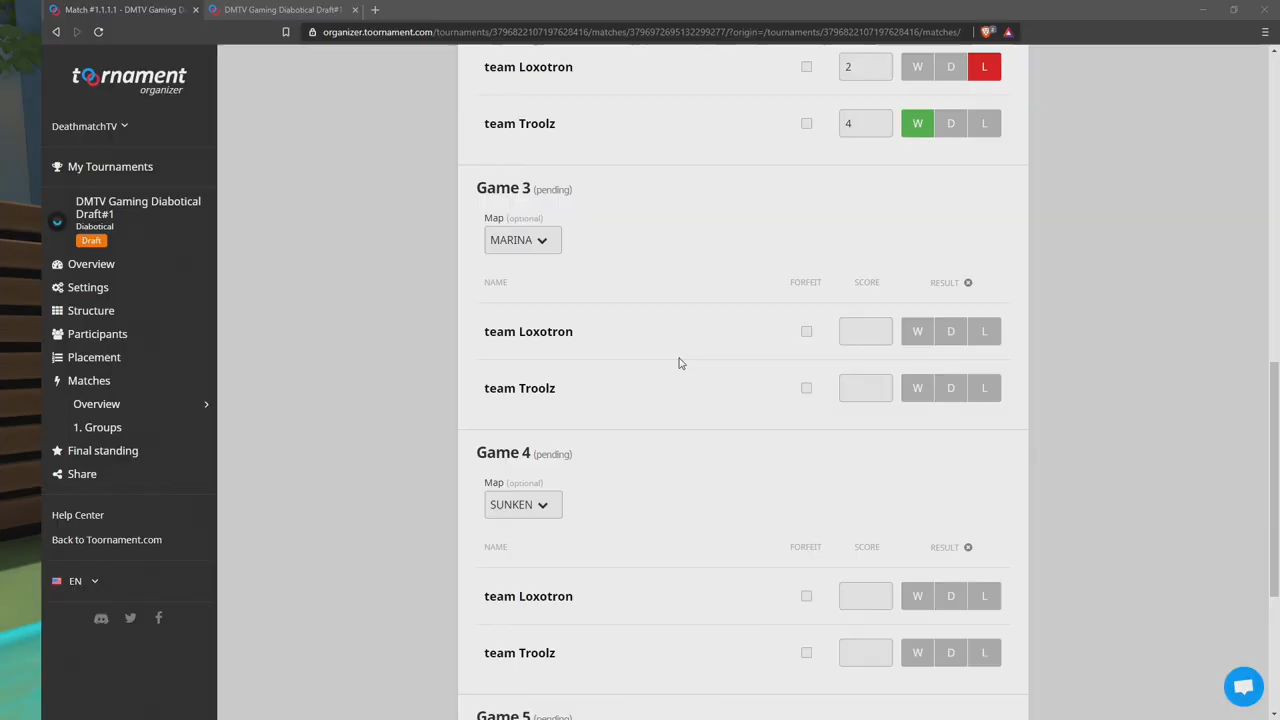 Match #1.1.1.1 - DMTV Gaming D
DMTV Gaming Diabotical Draft#1
organizer.toornament.com/tournaments/3796822107197628416/matches/3796972695132299277/?origin=/tournaments/3796822107197628416/matches/
toornament
organizer
DeathmatchTV
My Tournaments
DMTV Gaming Diabotical
Draft#1
Diabotical
Draft
Overview
Settings
Structure
Participants
Placement
Matches
Overview
1. Groups
Final standing
Share
Help Center
Back to Toornament.com
EN
team Loxotron 2 W D L
team Troolz 4 W D L
Game 3 (pending)
Map (optional)
MARINA
NAME FORFEIT SCORE RESULT
team Loxotron W D L
team Troolz W D L
Game 4 (pending)
Map (optional)
SUNKEN
NAME FORFEIT SCORE RESULT
team Loxotron W D L
team Troolz W D L
Game 5 (pending)